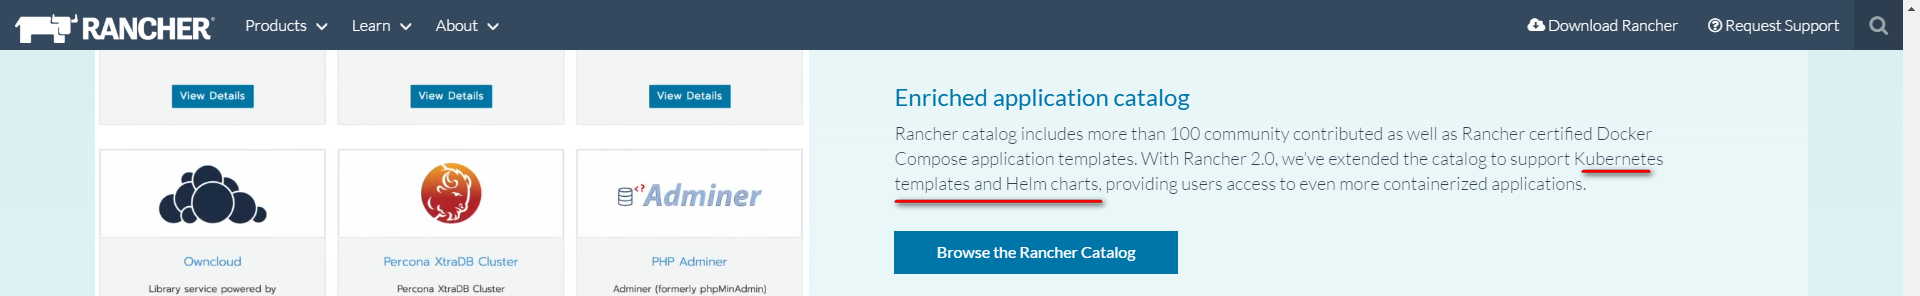 RANCHER
Products
Learn
About
Download Rancher
Request Support
View Details
View Details
View Details
Owncloud
Library service powered by
Percona XtraDB Cluster
Percona XtraDB Cluster
Adminer
PHP Adminer
Adminer (formerly phpMinAdmin)
Enriched application catalog
Rancher catalog includes more than 100 community contributed as well as Rancher certified Docker
Compose application templates. With Rancher 2.0, we've extended the catalog to support Kubernetes
templates and Helm charts, providing users access to even more containerized applications.
Browse the Rancher Catalog